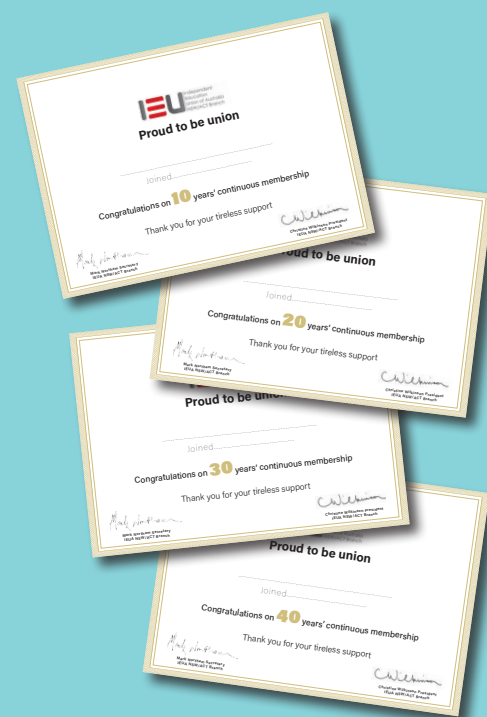 IEU
Independent
Education
Union of Australia
NSW/ACT Branch
Proud to be union
Joined
Congratulations on 10 years' continuous membership
Thank you for your tireless support
Mark Northam Secretary
IEUA NSW/ACT Branch
Christine Wilkinson President
IEUA NSW/ACT Branch
Proud to be union
Joined
Congratulations on 20 years' continuous membership
Thank you for your tireless support
Mark Northam Secretary
IEUA NSW/ACT Branch
Christine Wilkinson President
IEUA NSW/ACT Branch
Proud to be union
Joined
Congratulations on 30 years' continuous membership
Thank you for your tireless support
Mark Northam Secretary
IEUA NSW/ACT Branch
Christine Wilkinson President
IEUA NSW/ACT Branch
Proud to be union
Joined
Congratulations on 40 years' continuous membership
Thank you for your tireless support
Mark Northam Secretary
IEUA NSW/ACT Branch
Christine Wilkinson President
IEUA NSW/ACT Branch